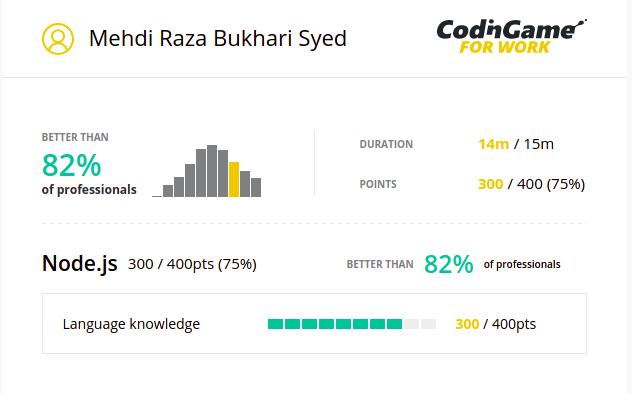 Mehdi Raza Bukhari Syed
CodinGame
FOR WORK
BETTER THAN
82%
of professionals
DURATION
14m / 15m
POINTS
300 / 400 (75%)
Node.js 300 / 400pts (75%)
BETTER THAN 82% of professionals
Language knowledge
300 / 400pts